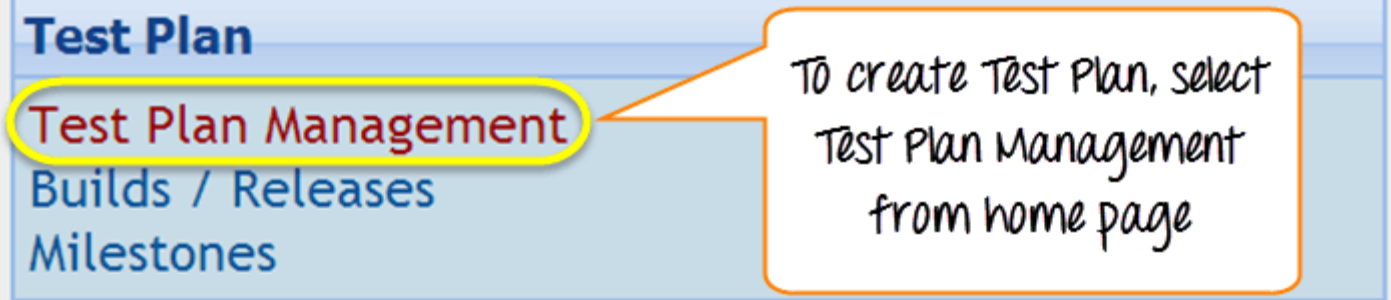 Test Plan
Test Plan Management
Builds / Releases
Milestones
To create Test Plan, select
Test Plan Management
from home page